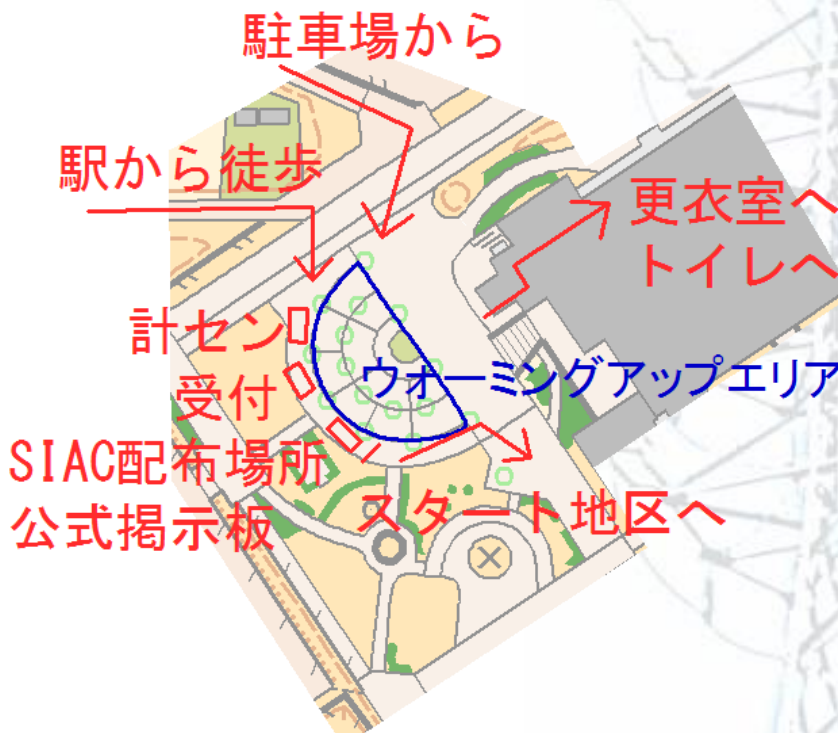 駐車場から
駅から徒歩
更衣室へ
トイレへ
計セン
ウォーミングアップエリア
受付
SIAC配布場所
公式掲示板
スタート地区へ